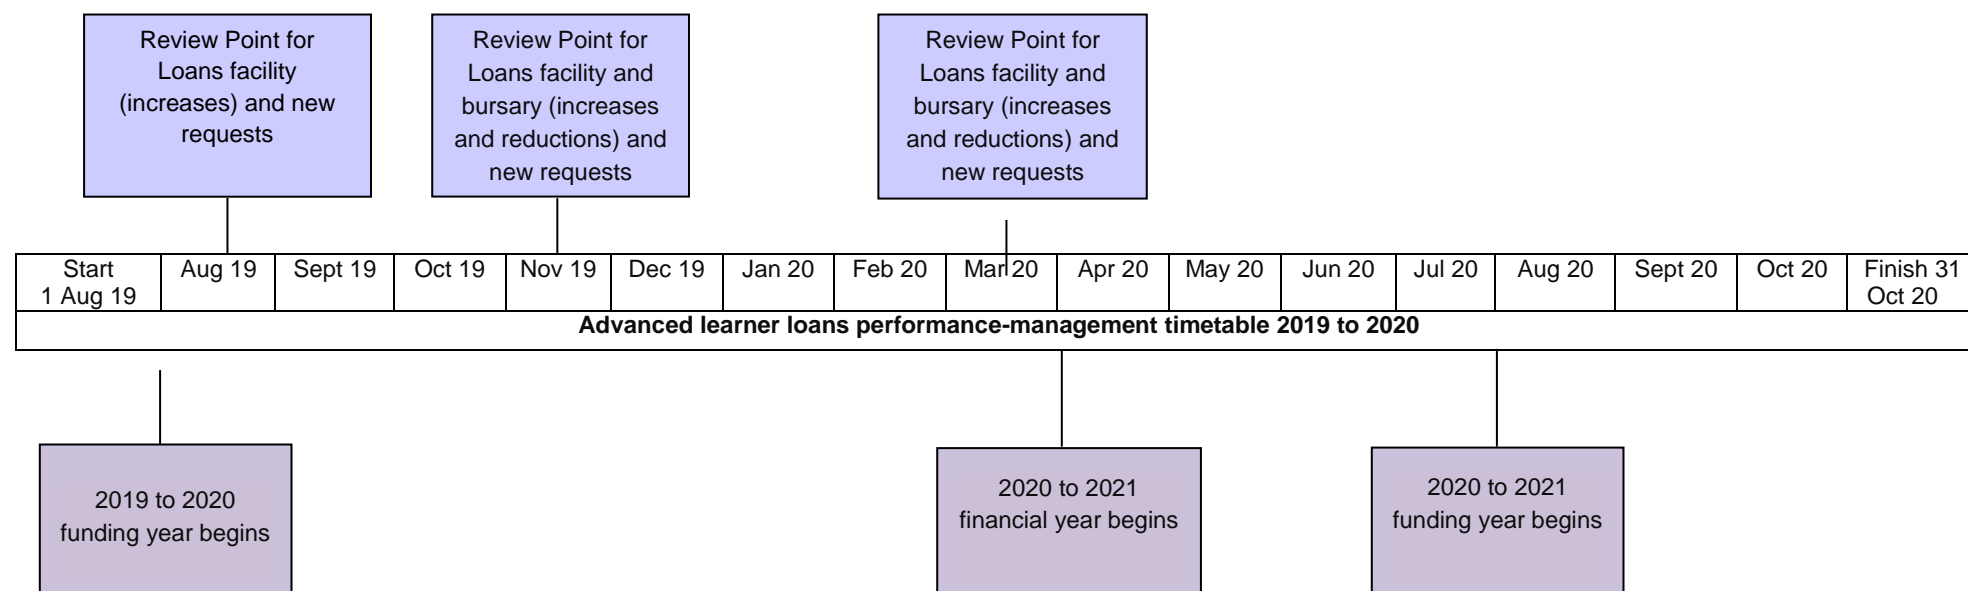 Review Point for
Loans facility
(increases) and new
requests
Review Point for
Loans facility and
bursary (increases
and reductions) and
new requests
Review Point for
Loans facility and
bursary (increases
and reductions) and
new requests
Start
1 Aug 19
Aug 19
Sept 19
Oct 19
Nov 19
Dec 19
Jan 20
Feb 20
Mar 20
Apr 20
May 20
Jun 20
Jul 20
Aug 20
Sept 20
Oct 20
Finish 31
Oct 20
Advanced learner loans performance-management timetable 2019 to 2020
2019 to 2020
funding year begins
2020 to 2021
financial year begins
2020 to 2021
funding year begins